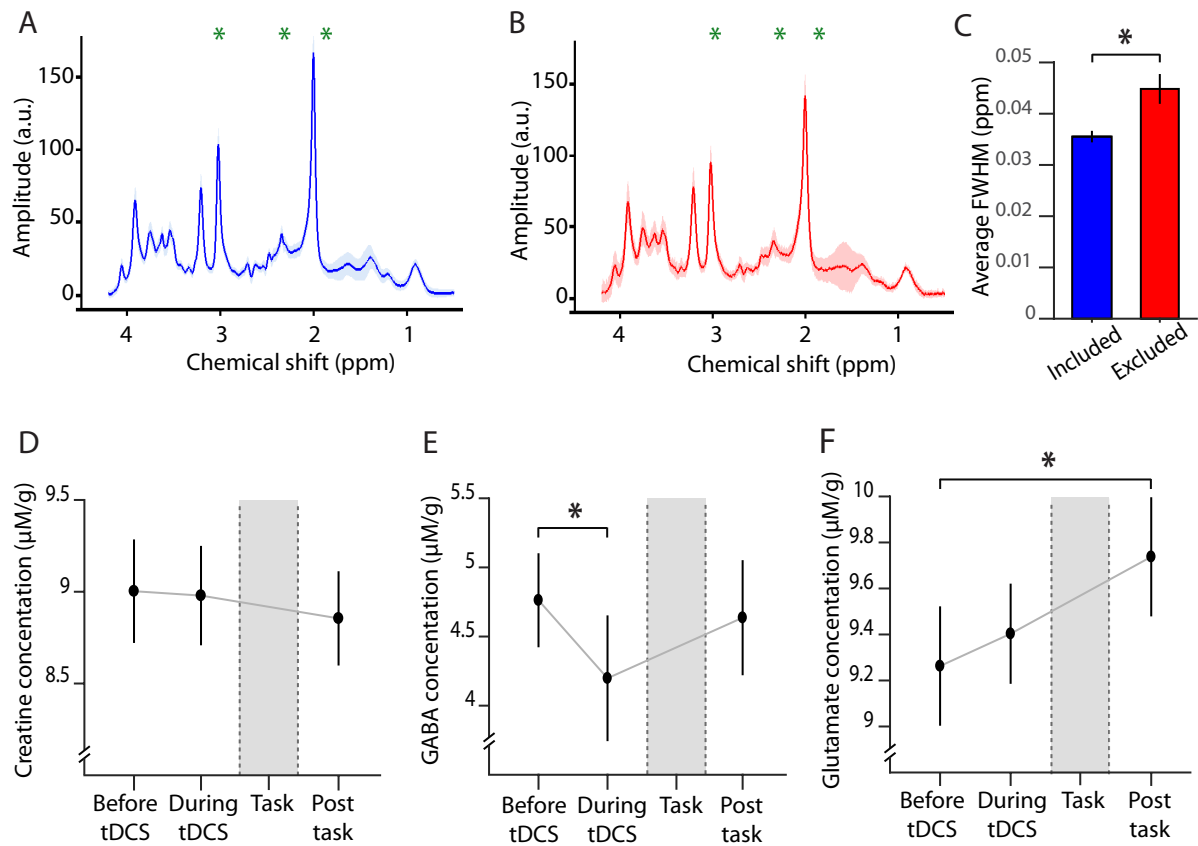 A
*
*
*
Amplitude (a.u.)
150
100
50
0
4
3
2
1
Chemical shift (ppm)
B
*
*
*
Amplitude (a.u.)
150
100
50
0
4
3
2
1
Chemical shift (ppm)
C
*
Average FWHM (ppm)
0.05
0.04
0.03
0.02
0.01
0
Included
Excluded
D
Creatine concentation (µM/g)
9.5
9
8.5
Before tDCS
During tDCS
Task
Post task
E
*
GABA concentation (µM/g)
5.5
5
4.5
4
Before tDCS
During tDCS
Task
Post task
F
*
Glutamate concentation (µM/g)
10
9.8
9.6
9.4
9.2
9
Before tDCS
During tDCS
Task
Post task